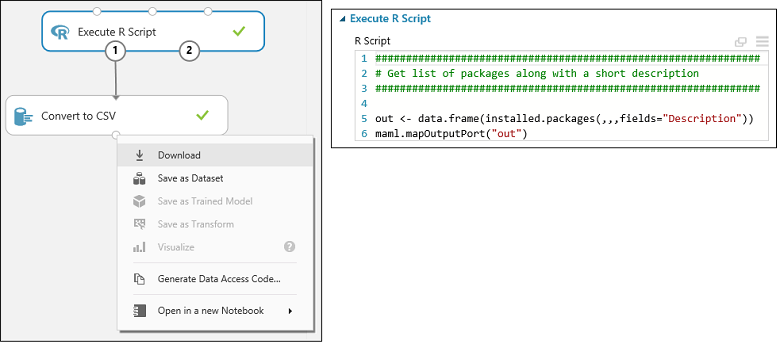 Execute R Script
1
2
Convert to CSV
Download
Save as Dataset
Save as Trained Model
Save as Transform
Visualize
?
Generate Data Access Code...
Open in a new Notebook
Execute R Script
R Script
1 ################################################################
2 # Get list of packages along with a short description
3 ################################################################
4
5 out <- data.frame(installed.packages(,,,fields="Description"))
6 maml.mapOutputPort("out")